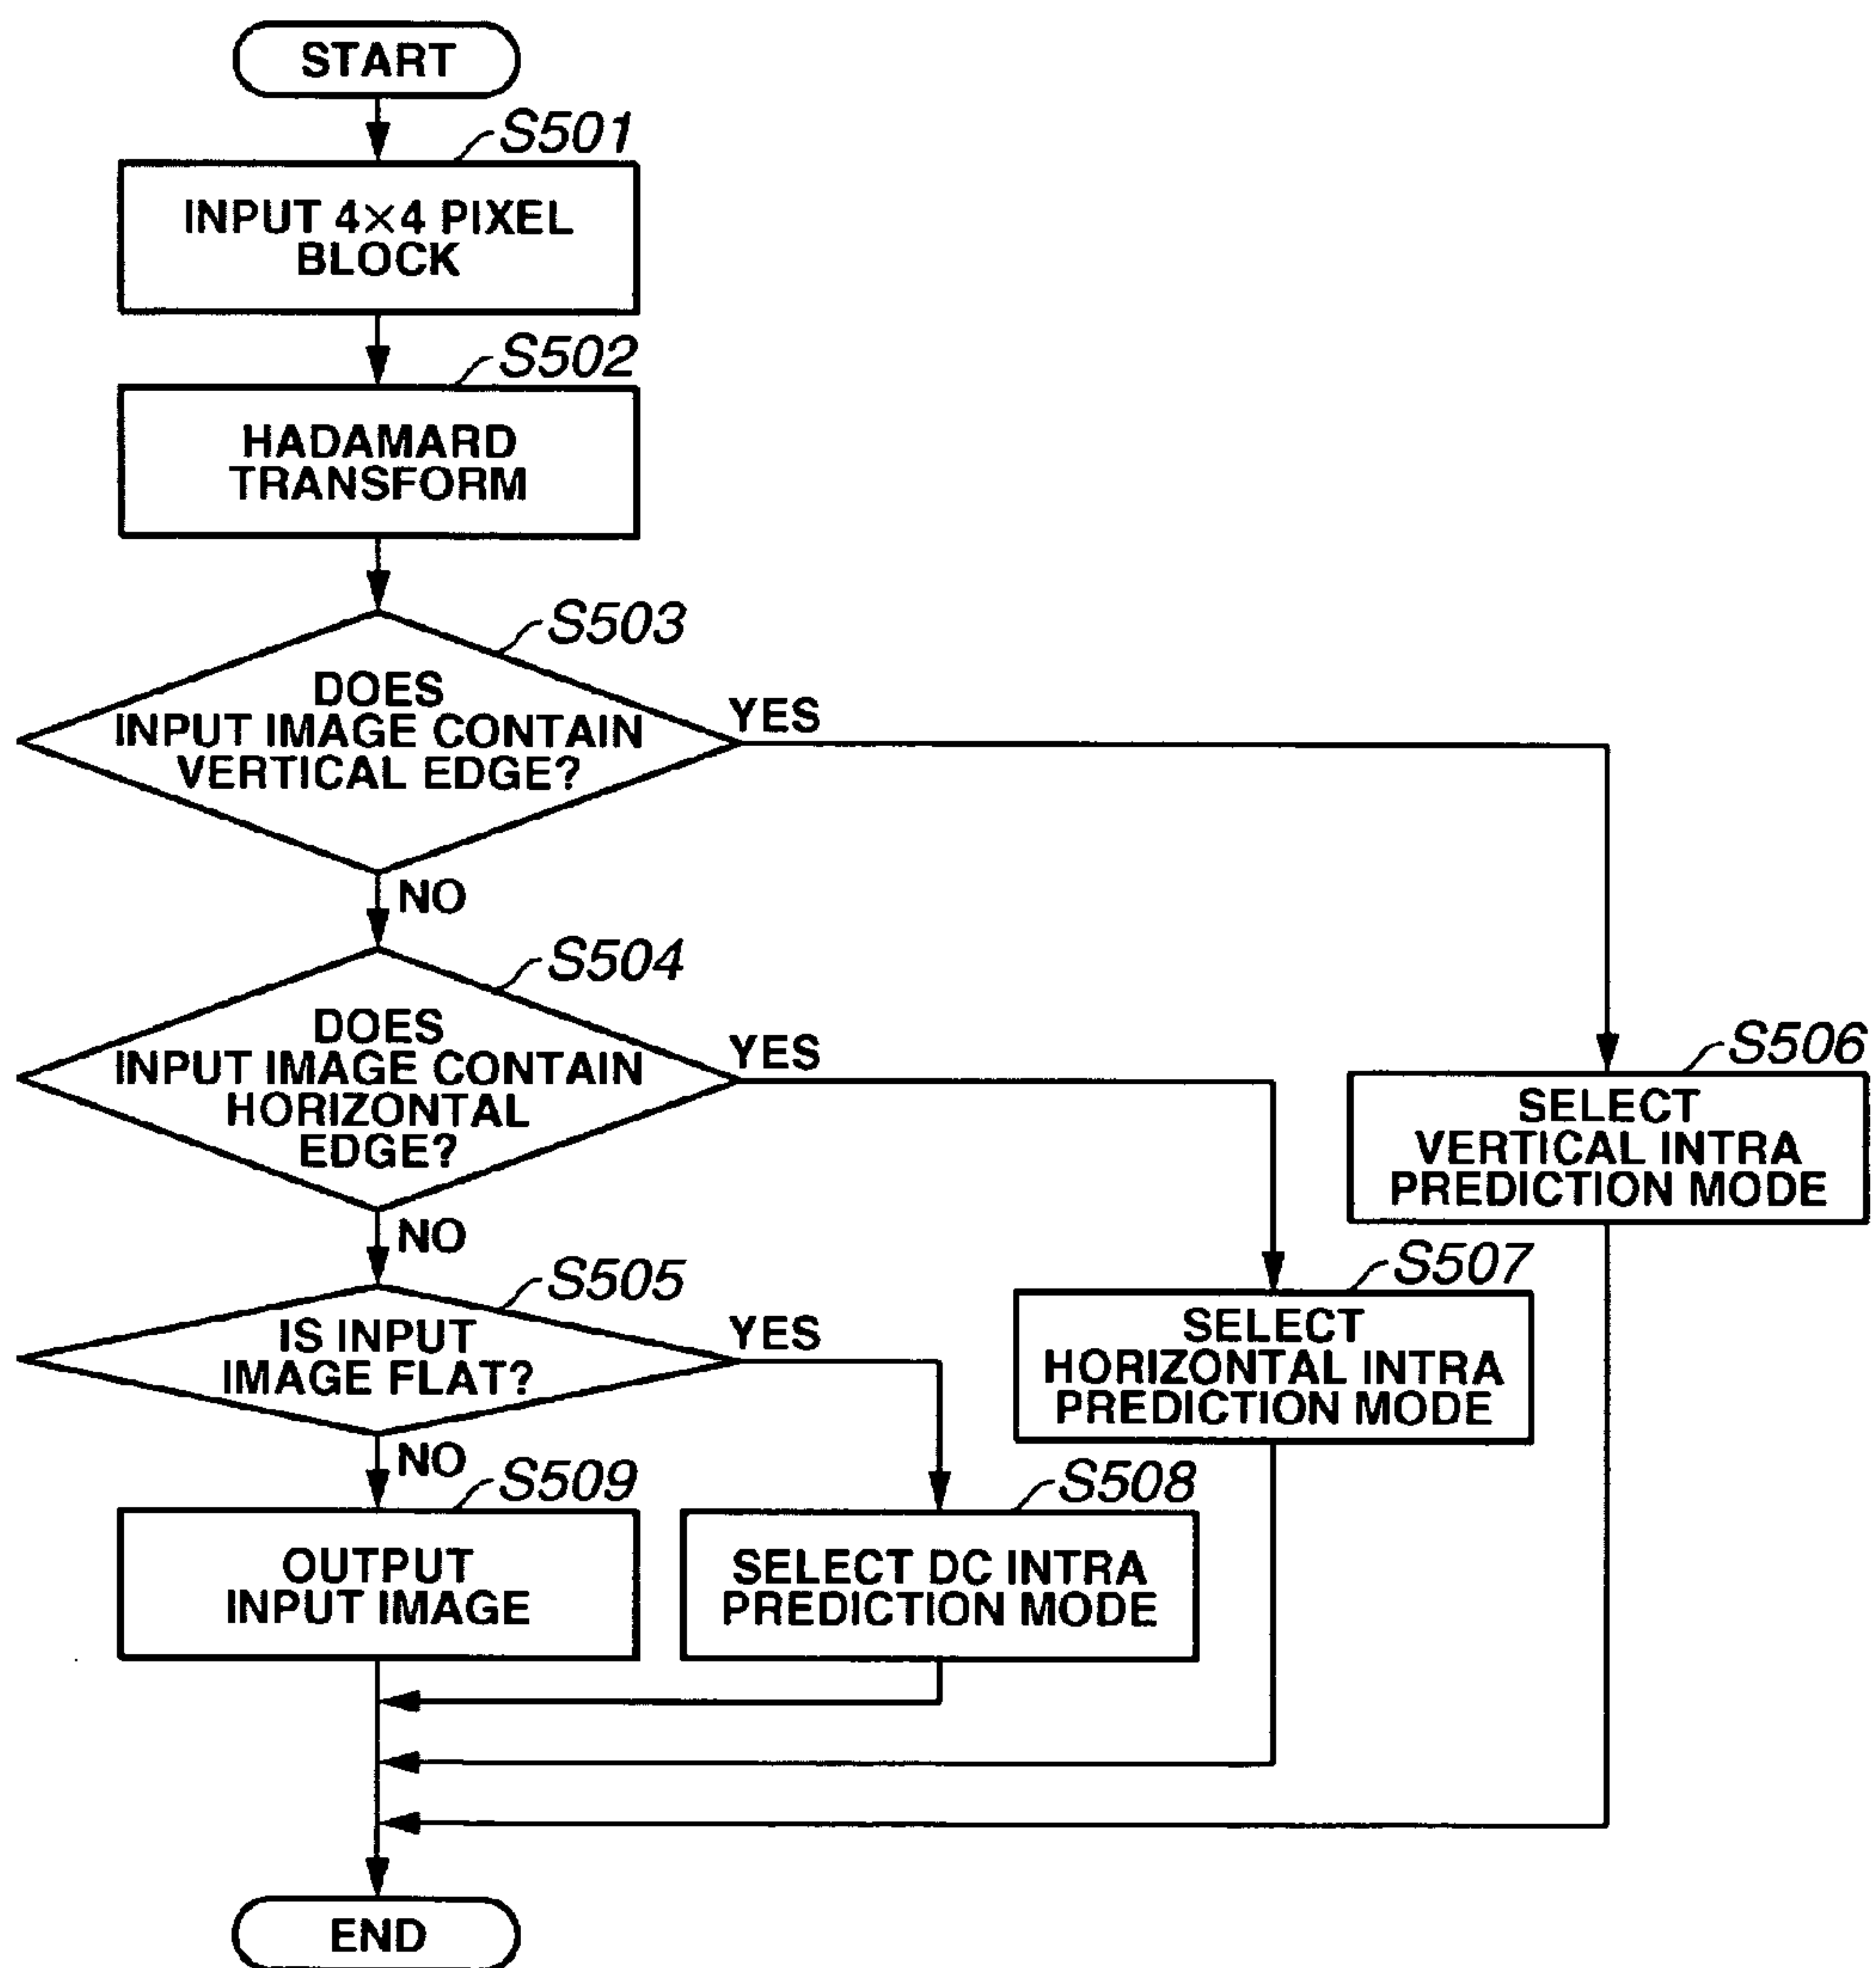 START
S501
INPUT 4×4 PIXEL
BLOCK
S502
HADAMARD
TRANSFORM
S503
DOES
INPUT IMAGE CONTAIN
VERTICAL EDGE?
YES
NO
S504
DOES
INPUT IMAGE CONTAIN
HORIZONTAL
EDGE?
YES
S506
SELECT
VERTICAL INTRA
PREDICTION MODE
NO
S505
IS INPUT
IMAGE FLAT?
YES
S507
SELECT
HORIZONTAL INTRA
PREDICTION MODE
NO
S509
OUTPUT
INPUT IMAGE
S508
SELECT DC INTRA
PREDICTION MODE
END